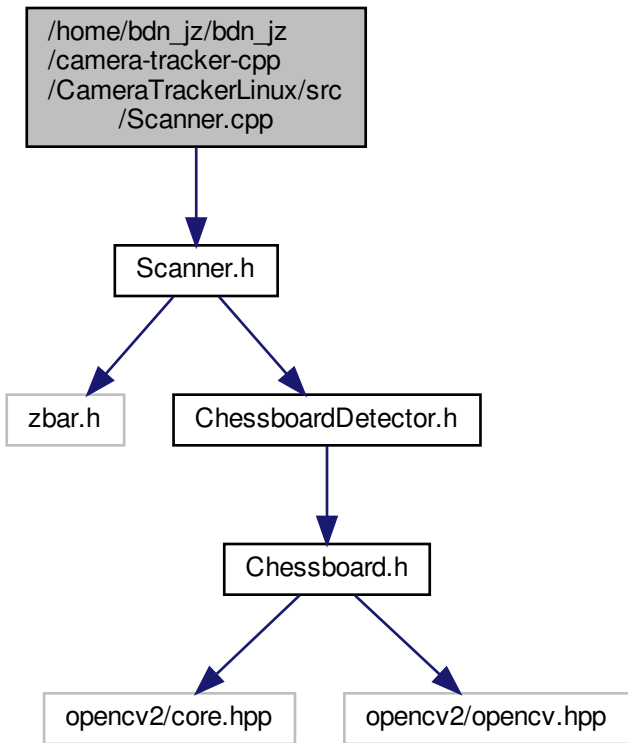 /home/bdn_jz/bdn_jz
/camera-tracker-cpp
/CameraTrackerLinux/src
/Scanner.cpp
Scanner.h
zbar.h
ChessboardDetector.h
Chessboard.h
opencv2/core.hpp
opencv2/opencv.hpp